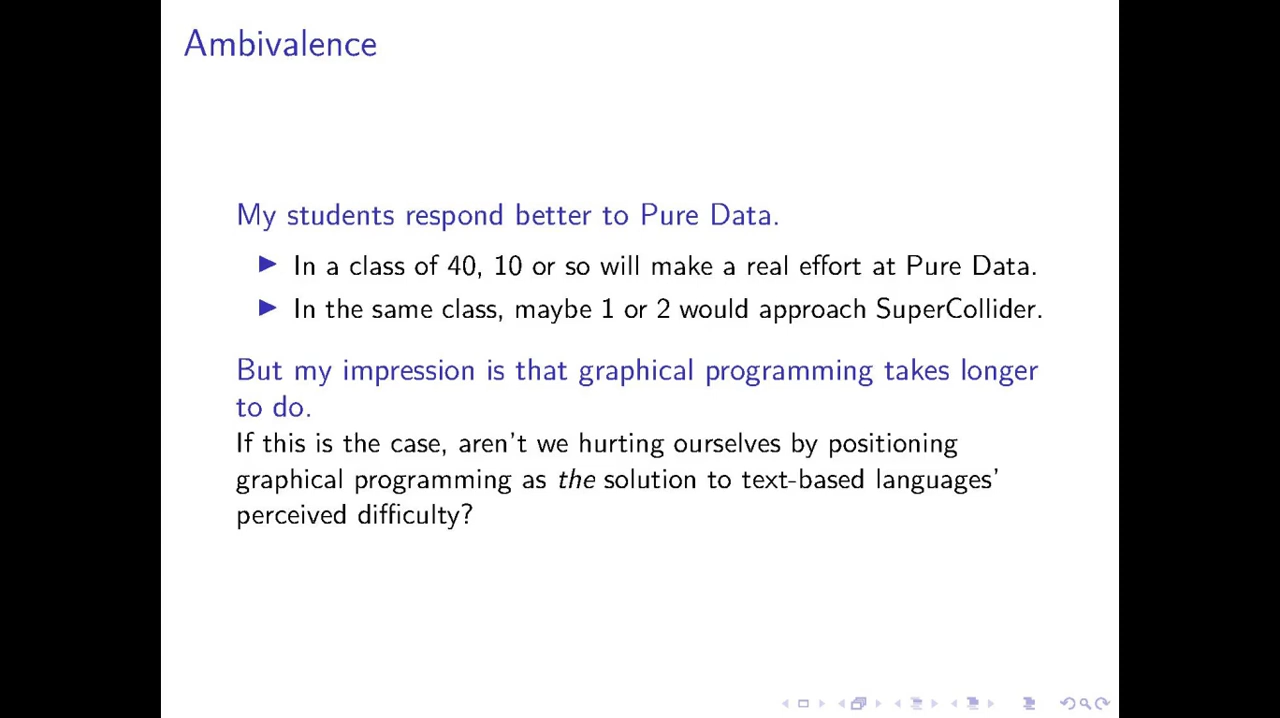 Ambivalence
My students respond better to Pure Data.
In a class of 40, 10 or so will make a real effort at Pure Data.
In the same class, maybe 1 or 2 would approach SuperCollider.
But my impression is that graphical programming takes longer
to do.
If this is the case, aren't we hurting ourselves by positioning
graphical programming as the solution to text-based languages'
perceived difficulty?